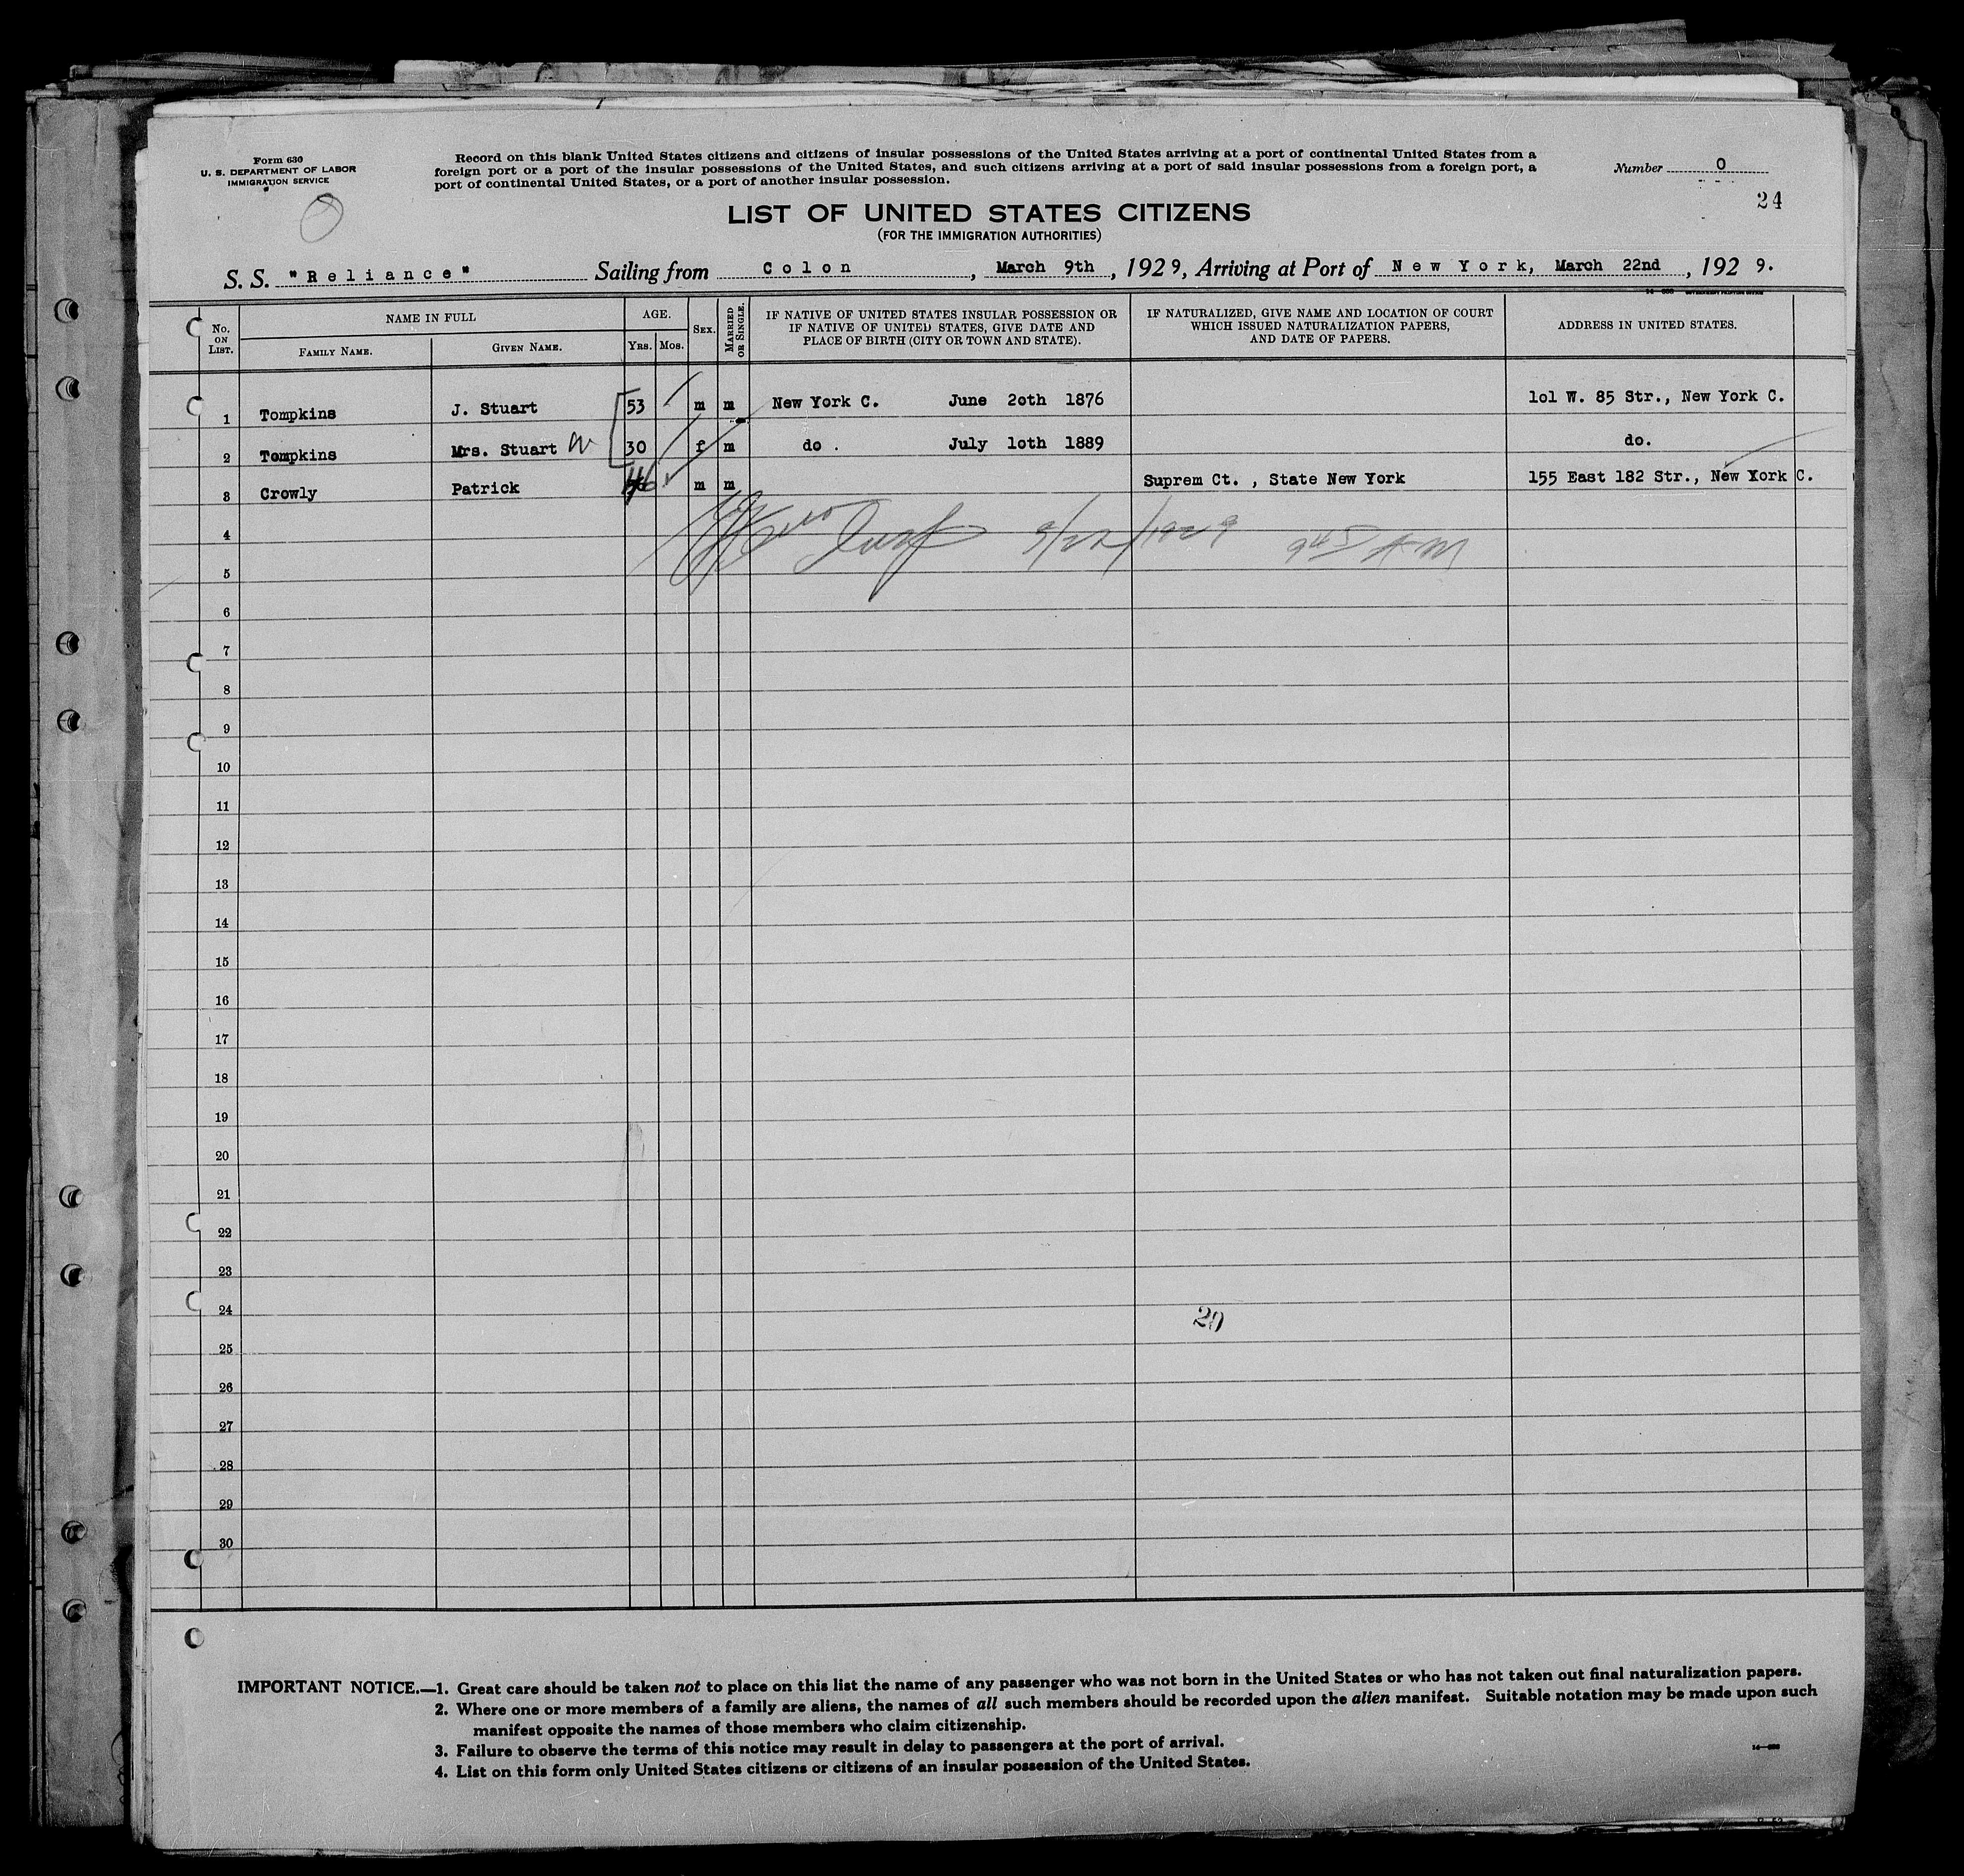 Form 630
U. S. DEPARTMENT OF LABOR
IMMIGRATION SERVICE
Record on this blank United States citizens and citizens of insular possessions of the United States arriving at a port of continental United States from a
foreign port or a port of the insular possessions of the United States, and such citizens arriving at a port of said insular possessions from a foreign port, a
port of continental United States, or a port of another insular possession.
Number 0
24
LIST OF UNITED STATES CITIZENS
(FOR THE IMMIGRATION AUTHORITIES)
S. S. "Reliance" Sailing from Colon, March 9th, 1929, Arriving at Port of New York, March 22nd, 1929.
No. ON LIST. NAME IN FULL FAMILY NAME. GIVEN NAME. AGE. YRS. MOS. SEX. MARRIED OR SINGLE. IF NATIVE OF UNITED STATES INSULAR POSSESSION OR IF NATIVE OF UNITED STATES, GIVE DATE AND PLACE OF BIRTH (CITY OR TOWN AND STATE). IF NATURALIZED, GIVE NAME AND LOCATION OF COURT WHICH ISSUED NATURALIZATION PAPERS, AND DATE OF PAPERS. ADDRESS IN UNITED STATES.
1 Tompkins J. Stuart 53 m m New York C. June 2oth 1876 1o1 W. 85 Str., New York C.
2 Tompkins Mrs. Stuart 30 f m do . July 1oth 1889 do.
3 Crowly Patrick m m Suprem Ct. , State New York 155 East 182 Str., New York C.
4 3/22/1929 9 45 AM
5
6
7
8
9
10
11
12
13
14
15
16
17
18
19
20
21
22
23
24
20
25
26
27
28
29
30
IMPORTANT NOTICE.—1. Great care should be taken not to place on this list the name of any passenger who was not born in the United States or who has not taken out final naturalization papers.
2. Where one or more members of a family are aliens, the names of all such members should be recorded upon the alien manifest. Suitable notation may be made upon such
manifest opposite the names of those members who claim citizenship.
3. Failure to observe the terms of this notice may result in delay to passengers at the port of arrival.
4. List on this form only United States citizens or citizens of an insular possession of the United States.